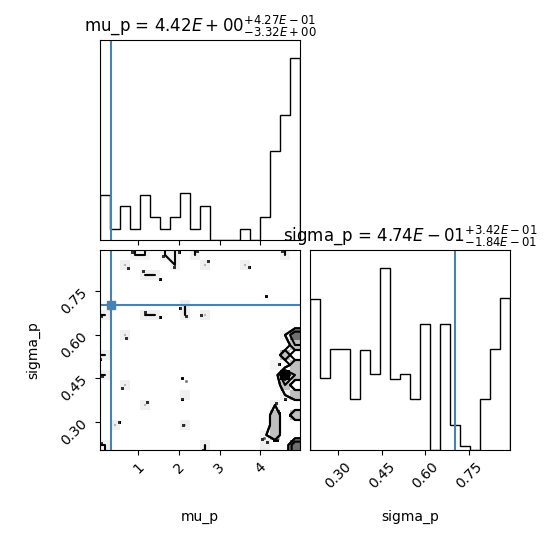 mu_p = 4.42E + 00 +4.27E − 01 −3.32E + 00
sigma_p = 4.74E − 01 +3.42E − 01 −1.84E − 01
sigma_p
0.75
0.60
0.45
0.30
1 2 3 4
0.30 0.45 0.60 0.75
mu_p
sigma_p